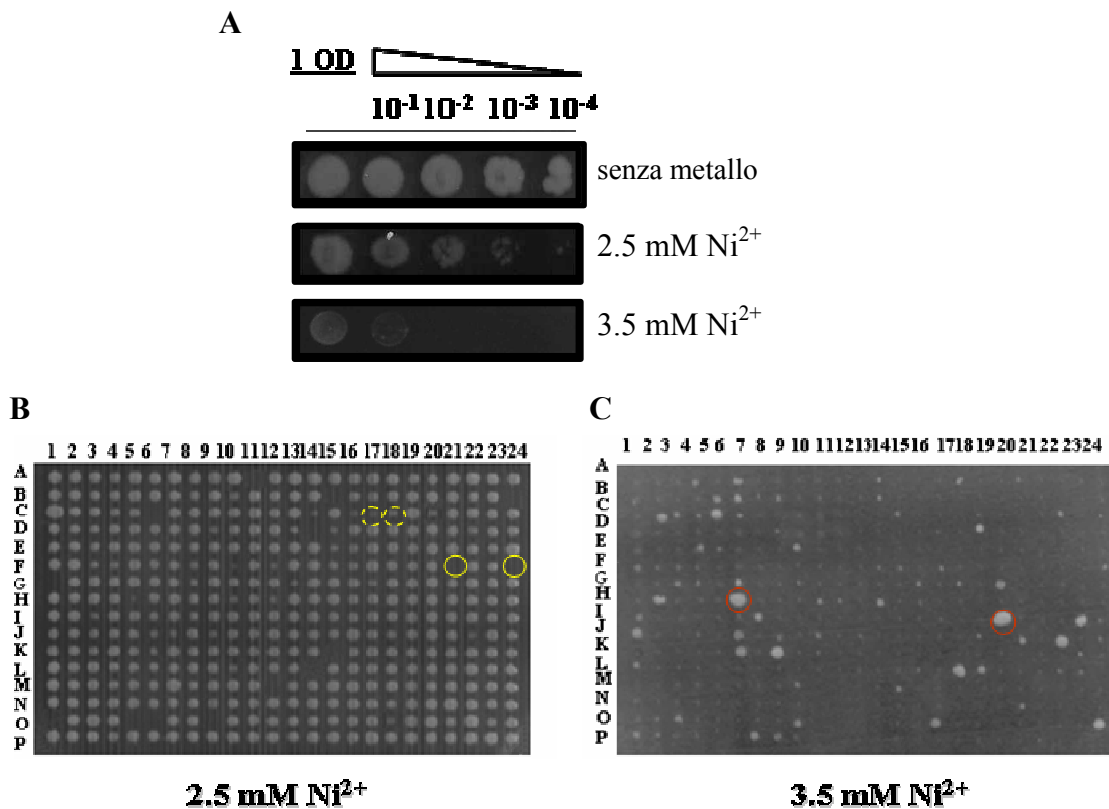 A
1 OD
10⁻¹ 10⁻² 10⁻³ 10⁻⁴
senza metallo
2.5 mM Ni²⁺
3.5 mM Ni²⁺
B
1 2 3 4 5 6 7 8 9 10 11 12 13 14 15 16 17 18 19 20 21 22 23 24
A
B
C
D
E
F
G
H
I
J
K
L
M
N
O
P
2.5 mM Ni²⁺
C
1 2 3 4 5 6 7 8 9 10 11 12 13 14 15 16 17 18 19 20 21 22 23 24
A
B
C
D
E
F
G
H
I
J
K
L
M
N
O
P
3.5 mM Ni²⁺